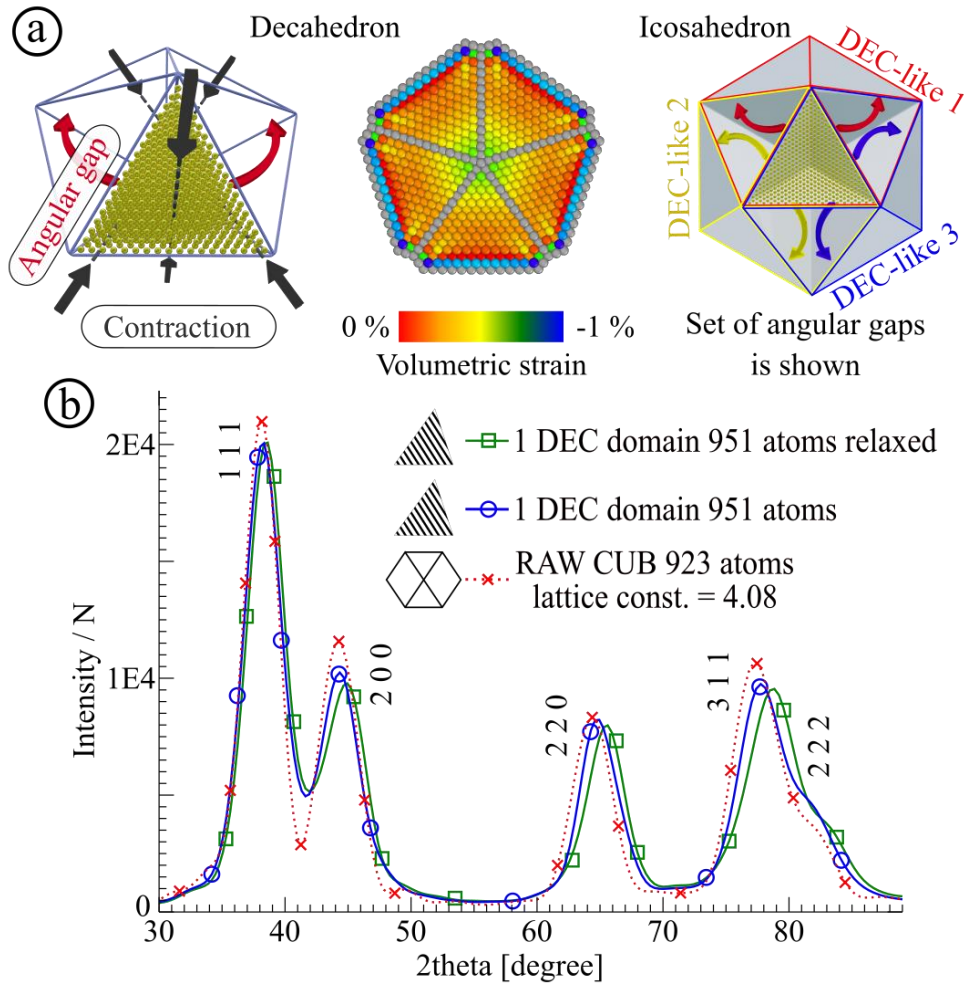 a
Decahedron
Icosahedron
Angular gap
Contraction
DEC-like 1
DEC-like 2
DEC-like 3
0 %
-1 %
Volumetric strain
Set of angular gaps
is shown
b
Intensity / N
2E4
1E4
0
1 1 1
2 0 0
2 2 0
3 1 1
2 2 2
1 DEC domain 951 atoms relaxed
1 DEC domain 951 atoms
RAW CUB 923 atoms
lattice const. = 4.08
30
40
50
60
70
80
2theta [degree]